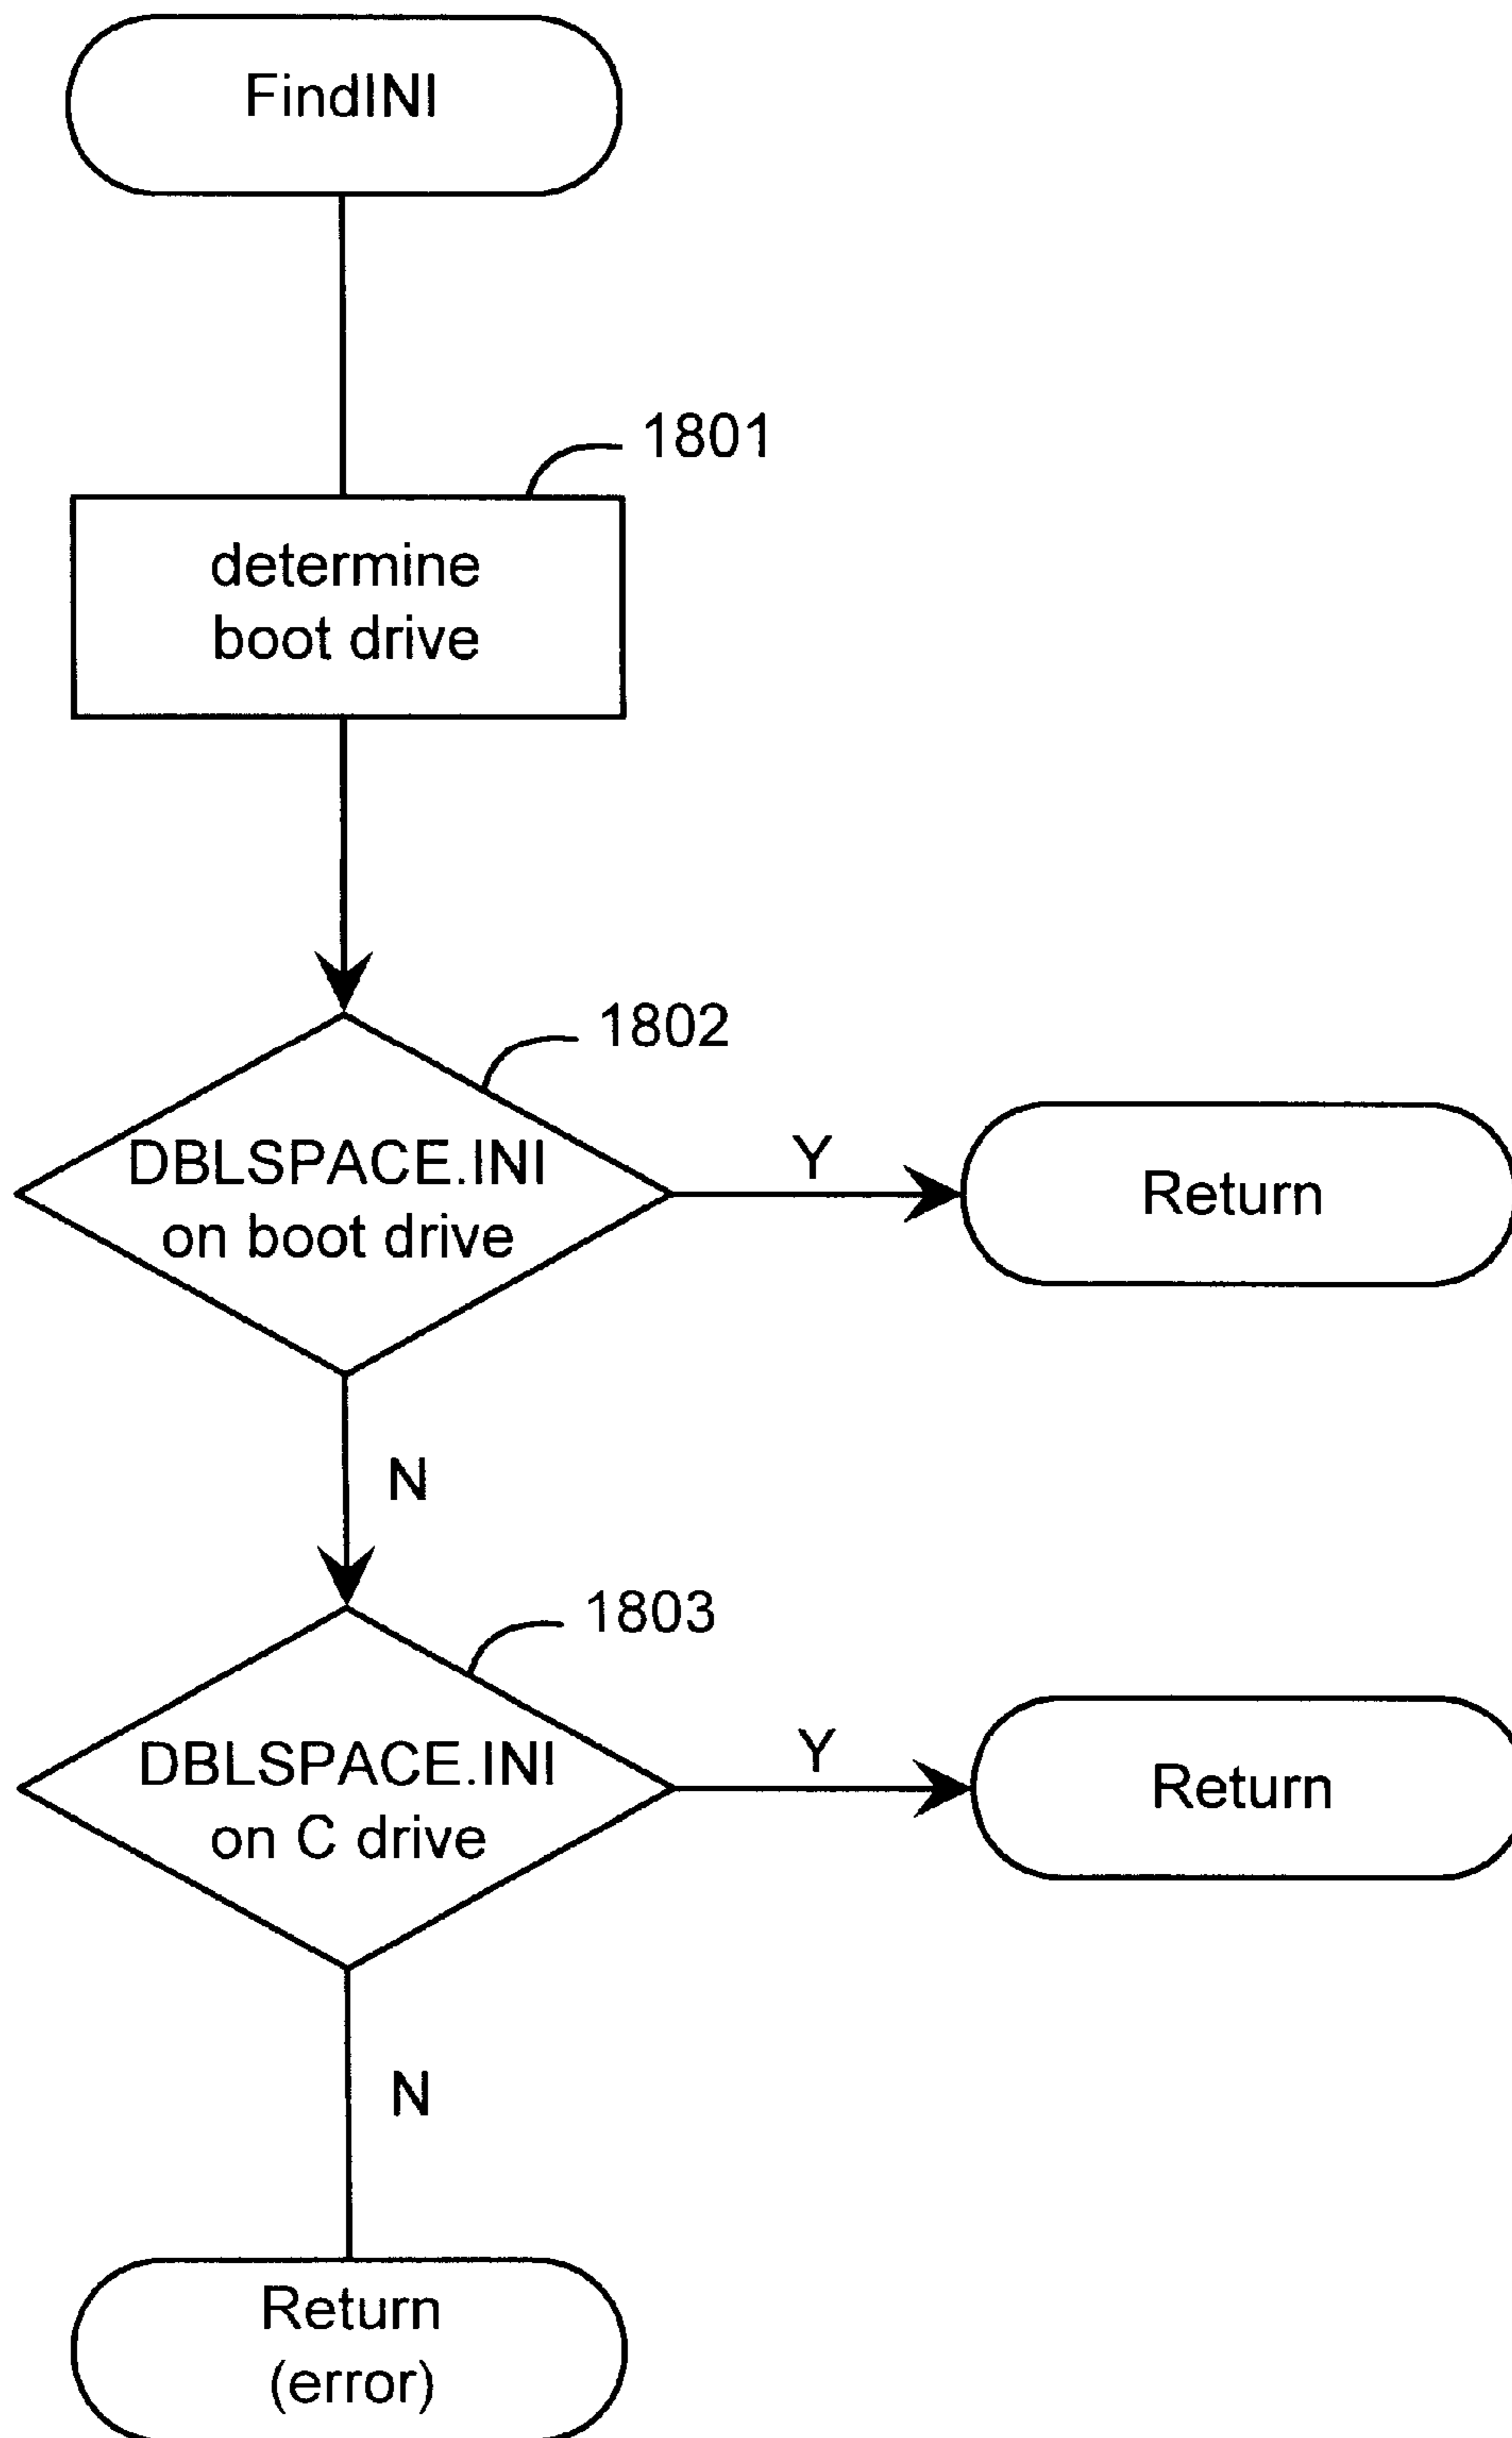 FindINI
1801
determine
boot drive
1802
DBLSPACE.INI
on boot drive
Y
Return
N
1803
DBLSPACE.INI
on C drive
Y
Return
N
Return
(error)